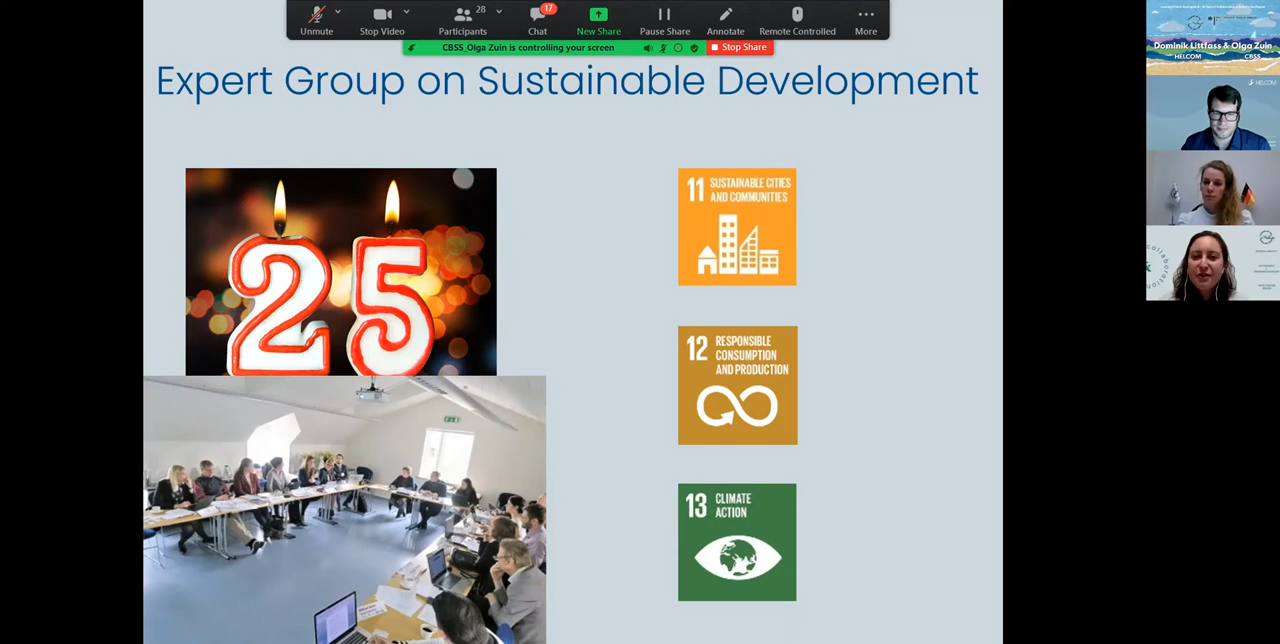 28
17
Unmute
Stop Video
Participants
Chat
New Share
Pause Share
Annotate
Remote Controlled
More
CBSS_Olga Zuin is controlling your screen
Stop Share
Expert Group on Sustainable Development
25
11 SUSTAINABLE CITIES
AND COMMUNITIES
12 RESPONSIBLE
CONSUMPTION
AND PRODUCTION
13 CLIMATE
ACTION
Dominik Littfass & Olga Zuin
HELCOM
CBSS
HELCOM
collaboration